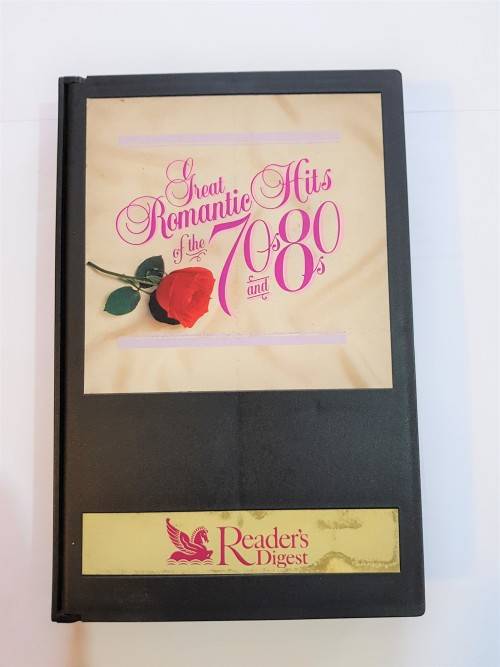 Great
Romantic Hits
of the 70s and 80s
Reader's
Digest